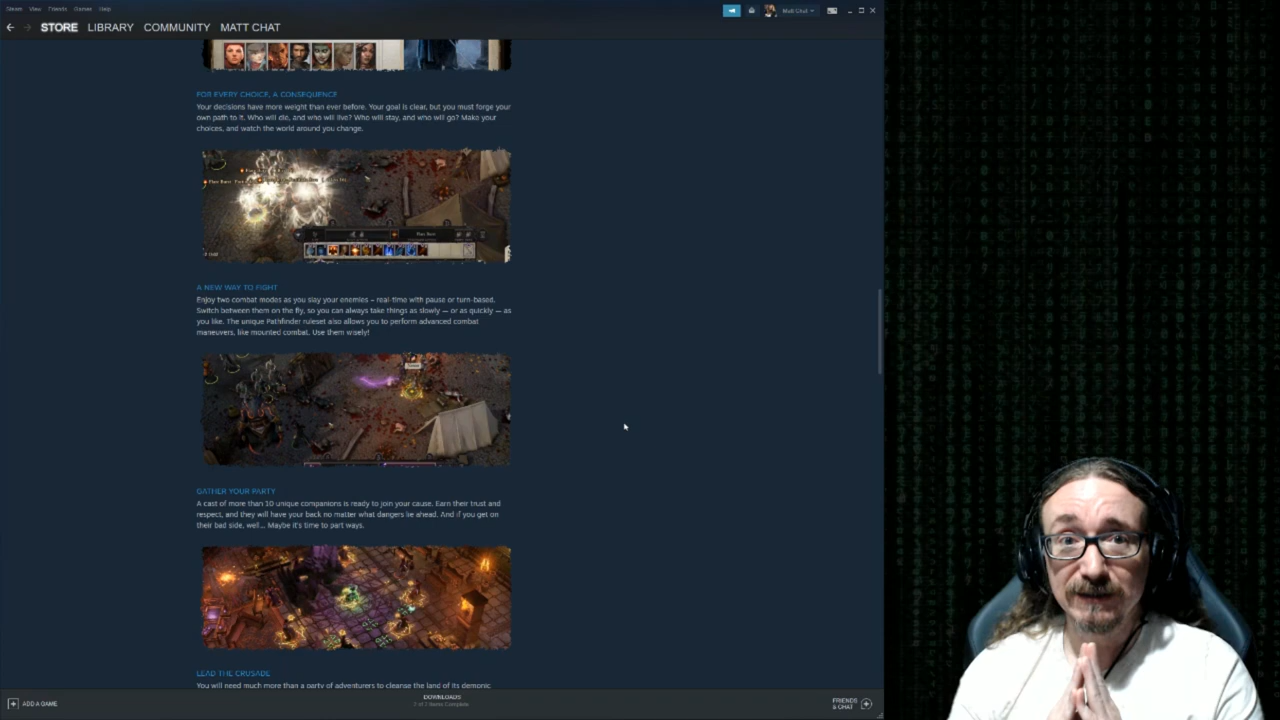 Steam View Friends Games Help
Matt Chat
STORE LIBRARY COMMUNITY MATT CHAT
FOR EVERY CHOICE, A CONSEQUENCE
Your decisions have more weight than ever before. Your goal is clear, but you must forge your
own path to it. Who will die, and who will live? Who will stay, and who will go? Make your
choices, and watch the world around you change.
A NEW WAY TO FIGHT
Enjoy two combat modes as you slay your enemies – real-time with pause or turn-based.
Switch between them on the fly, so you can always take things as slowly — or as quickly — as
you like. The unique Pathfinder ruleset also allows you to perform advanced combat
maneuvers, like mounted combat. Use them wisely!
GATHER YOUR PARTY
A cast of more than 10 unique companions is ready to join your cause. Earn their trust and
respect, and they will have your back no matter what dangers lie ahead. And if you get on
their bad side, well... Maybe it's time to part ways.
LEAD THE CRUSADE
You will need much more than a party of adventurers to cleanse the land of its demonic
ADD A GAME
DOWNLOADS
Items Complete
FRIENDS
& CHAT